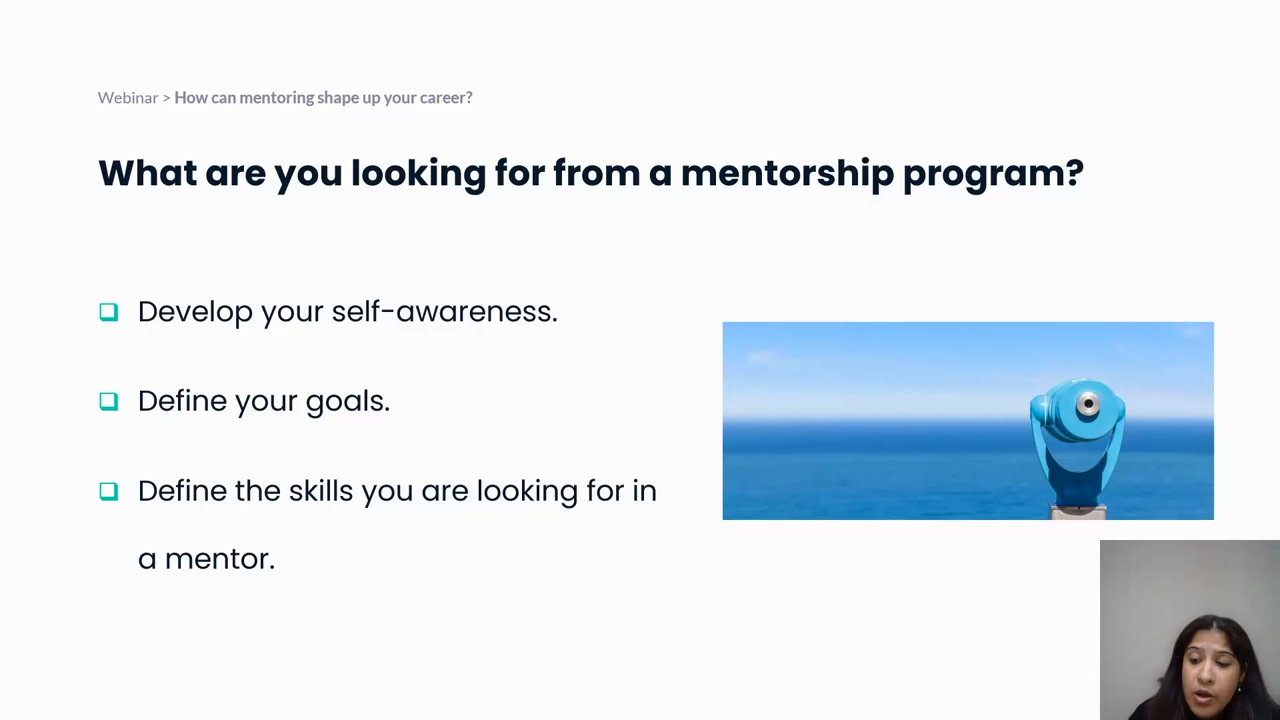 Webinar > How can mentoring shape up your career?
What are you looking for from a mentorship program?
Develop your self-awareness.
Define your goals.
Define the skills you are looking for in
a mentor.